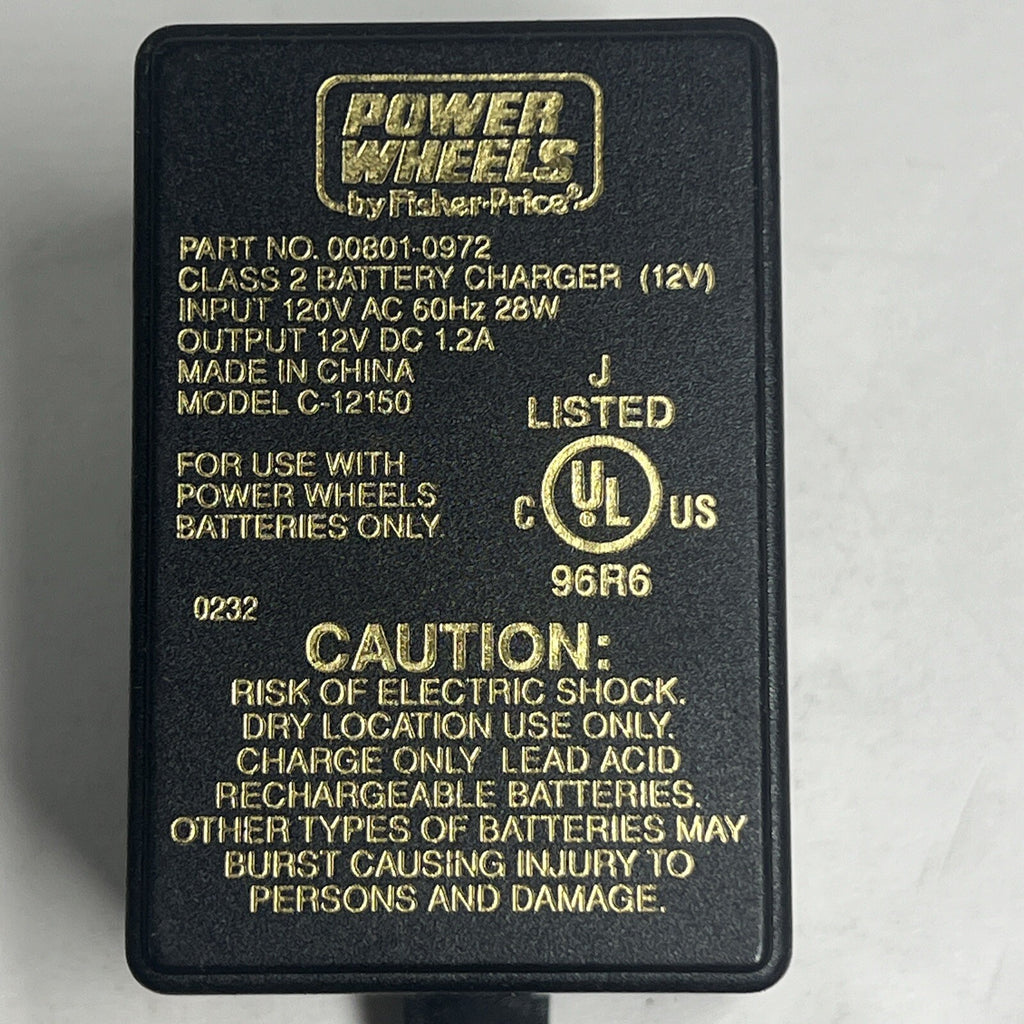 POWER
WHEELS
by Fisher-Price®
PART NO. 00801-0972
CLASS 2 BATTERY CHARGER (12V)
INPUT 120V AC 60Hz 28W
OUTPUT 12V DC 1.2A
MADE IN CHINA
MODEL C-12150
J
LISTED
FOR USE WITH
POWER WHEELS
BATTERIES ONLY.
C UL US
96R6
0232
CAUTION:
RISK OF ELECTRIC SHOCK.
DRY LOCATION USE ONLY.
CHARGE ONLY LEAD ACID
RECHARGEABLE BATTERIES.
OTHER TYPES OF BATTERIES MAY
BURST CAUSING INJURY TO
PERSONS AND DAMAGE.